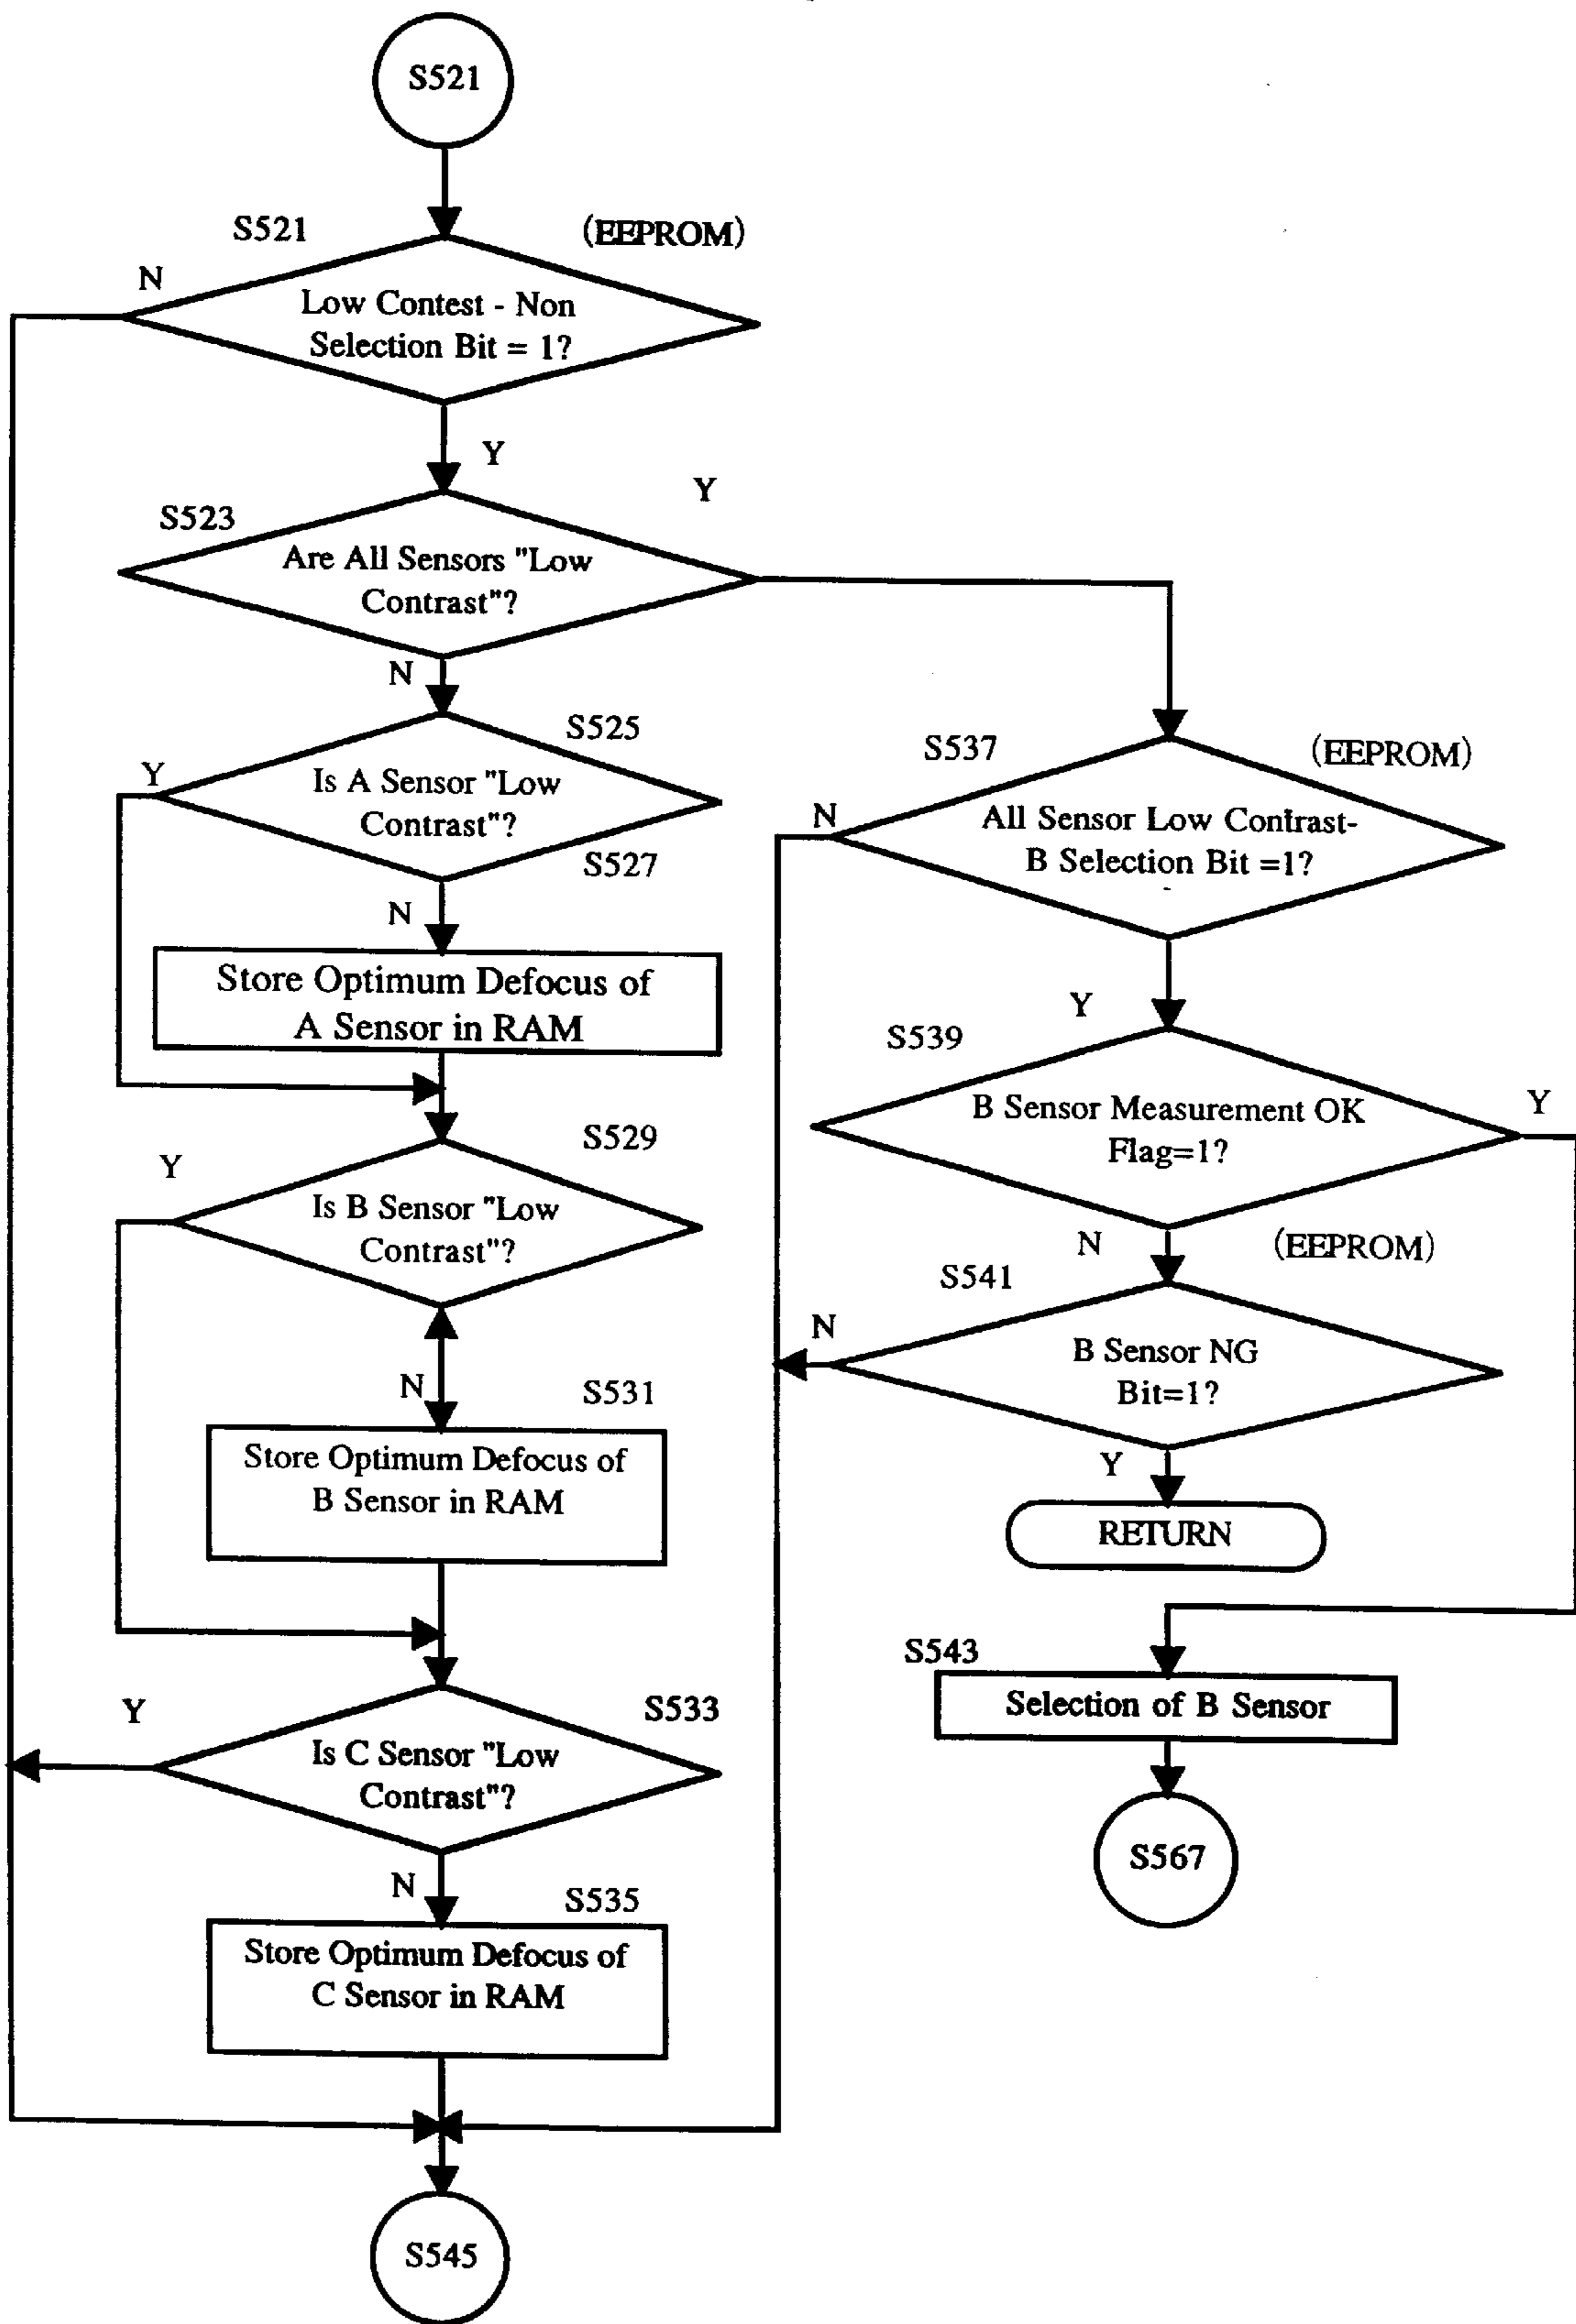 S521
S521
(EEPROM)
N
Low Contest - Non
Selection Bit = 1?
Y
Y
S523
Are All Sensors "Low
Contrast"?
N
S525
Y
Is A Sensor "Low
Contrast"?
S527
N
Store Optimum Defocus of
A Sensor in RAM
S529
Y
Is B Sensor "Low
Contrast"?
N
S531
Store Optimum Defocus of
B Sensor in RAM
Y
S533
Is C Sensor "Low
Contrast"?
N
S535
Store Optimum Defocus of
C Sensor in RAM
S545
S537
(EEPROM)
N
All Sensor Low Contrast-
B Selection Bit =1?
Y
S539
B Sensor Measurement OK
Flag=1?
Y
N
(EEPROM)
S541
N
B Sensor NG
Bit=1?
Y
RETURN
S543
Selection of B Sensor
S567